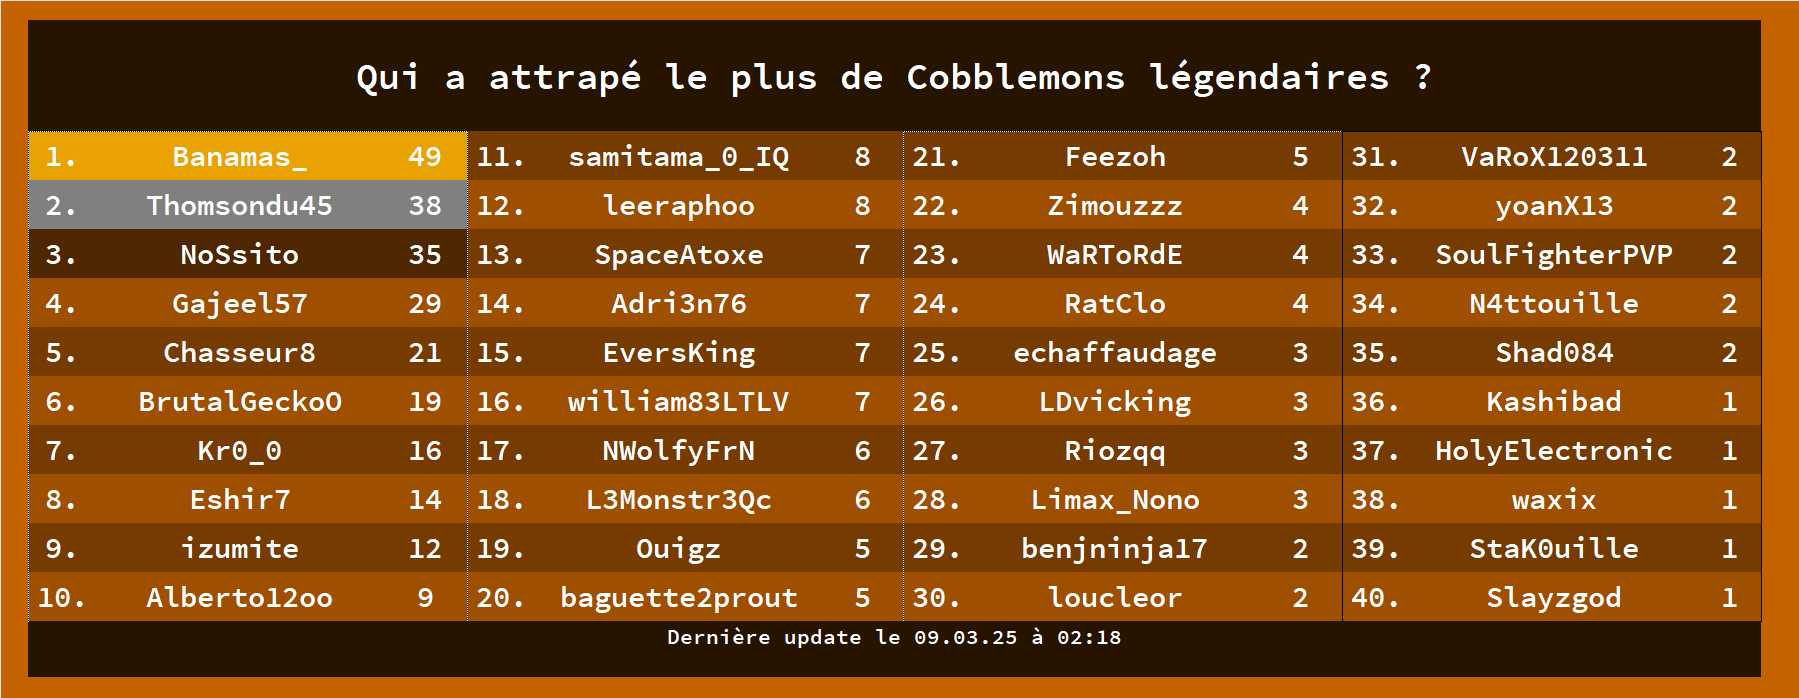 Qui a attrapé le plus de Cobblemons légendaires ?
1. Banamas_ 49
2. Thomsondu45 38
3. NoSsito 35
4. Gajeel57 29
5. Chasseur8 21
6. BrutalGeckoO 19
7. Kr0_0 16
8. Eshir7 14
9. izumite 12
10. Alberto12oo 9
11. samitama_0_IQ 8
12. leeraphoo 8
13. SpaceAtoxe 7
14. Adri3n76 7
15. EversKing 7
16. william83LTLV 7
17. NWolfyFrN 6
18. L3Monstr3Qc 6
19. Ouigz 5
20. baguette2prout 5
21. Feezoh 5
22. Zimouzzz 4
23. WaRToRdE 4
24. RatClo 4
25. echaffaudage 3
26. LDvicking 3
27. Riozqq 3
28. Limax_Nono 3
29. benjninja17 2
30. loucleor 2
31. VaRoX120311 2
32. yoanX13 2
33. SoulFighterPVP 2
34. N4ttouille 2
35. Shad084 2
36. Kashibad 1
37. HolyElectronic 1
38. waxix 1
39. StaK0uille 1
40. Slayzgod 1
Dernière update le 09.03.25 à 02:18